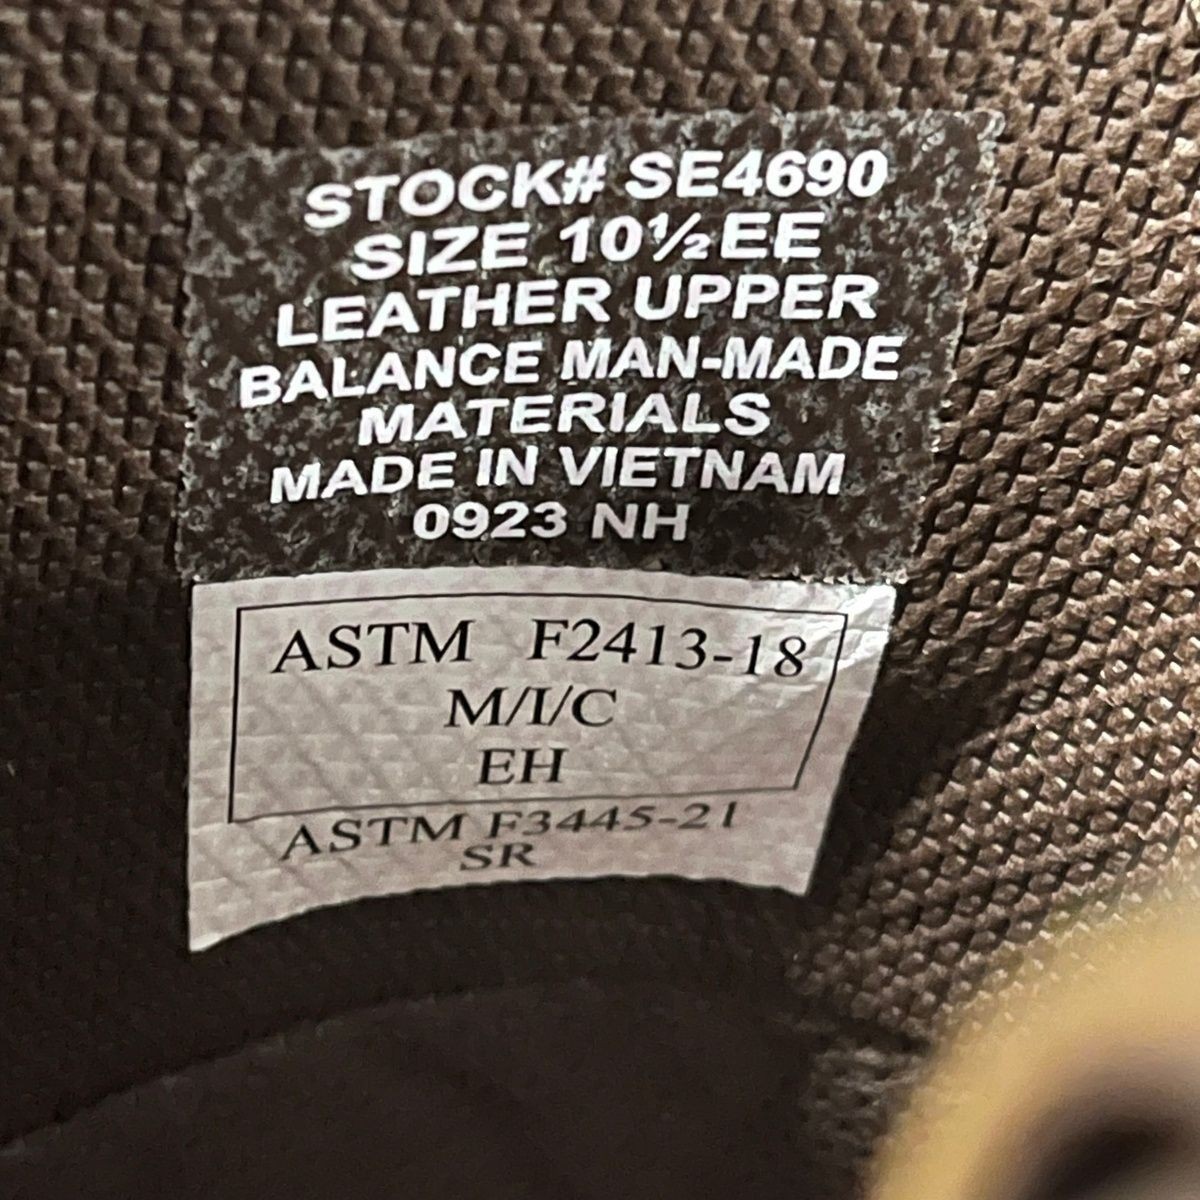 STOCK# SE4690
SIZE 10½EE
LEATHER UPPER
BALANCE MAN-MADE
MATERIALS
MADE IN VIETNAM
0923 NH
ASTM F2413-18
M/I/C
EH
ASTM F3445-21
SR